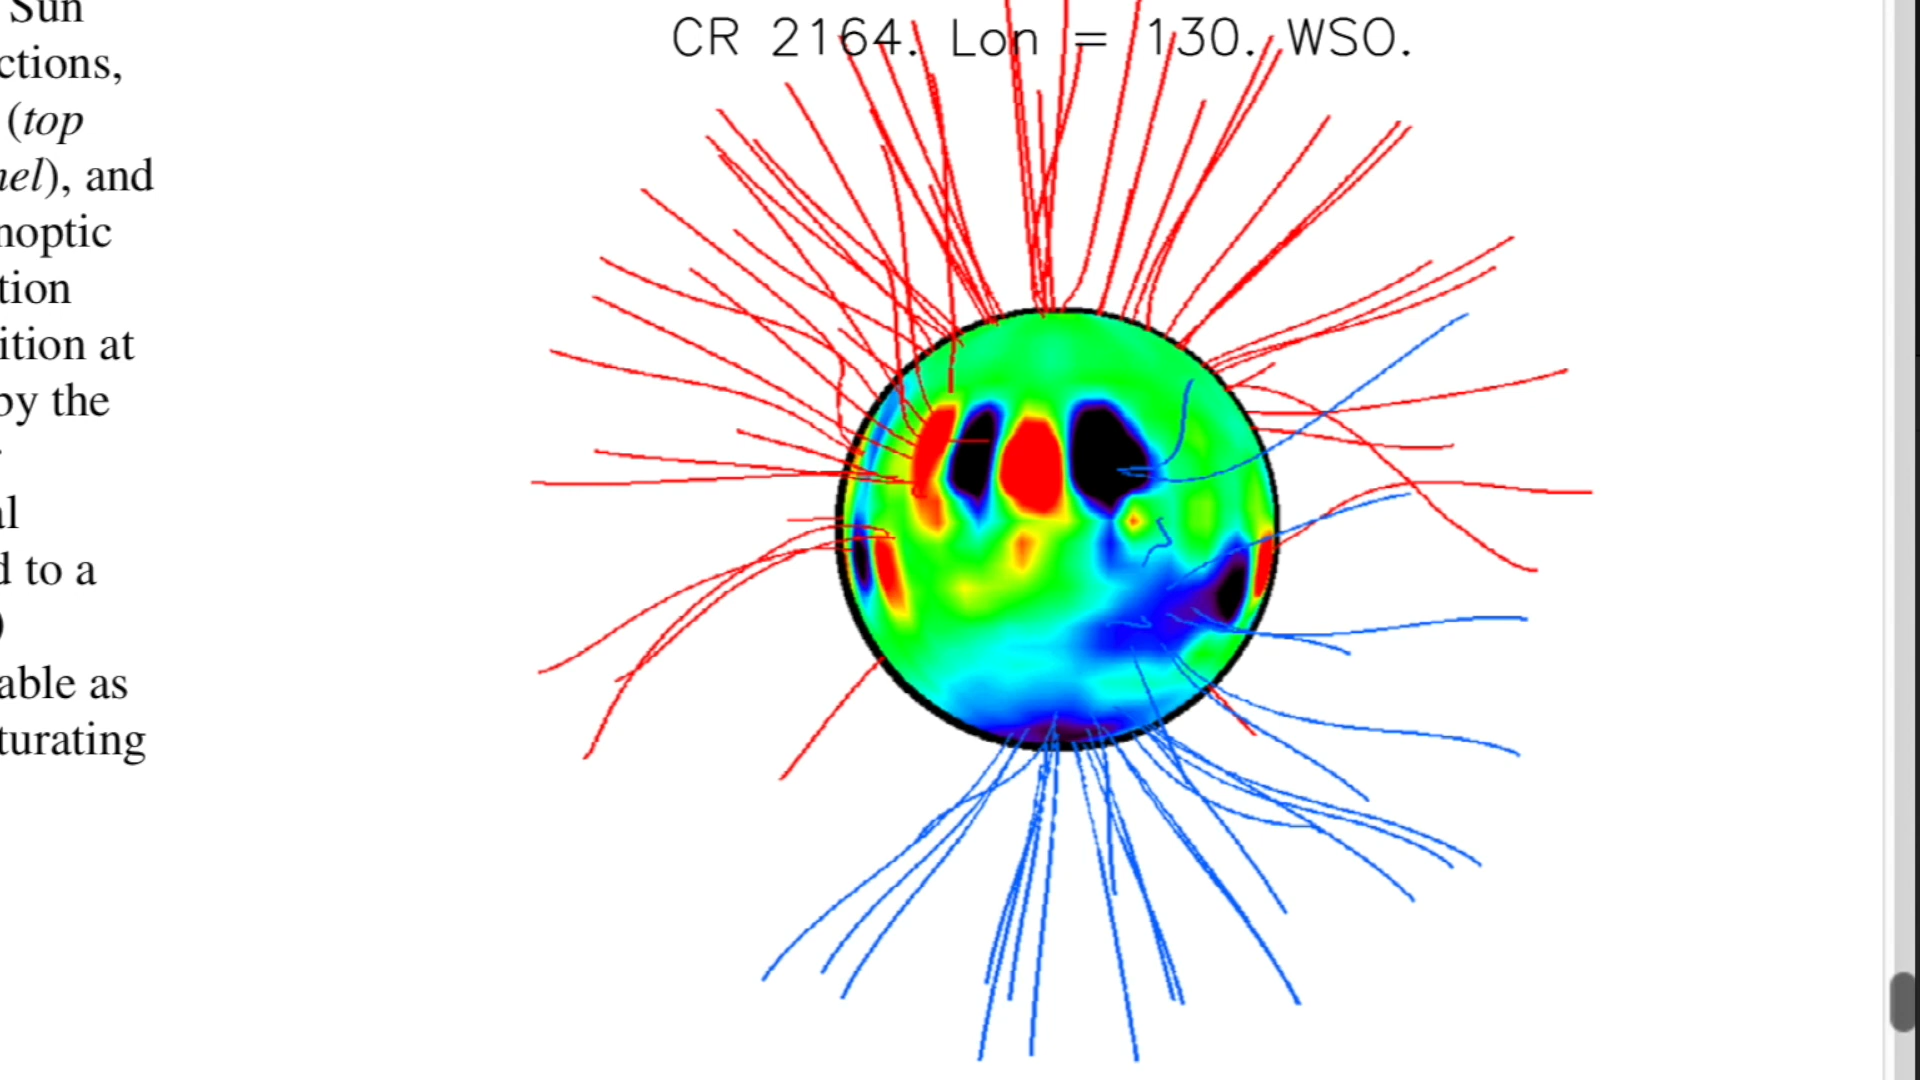 Sun
ctions,
(top
nel), and
noptic
tion
ition at
by the
al
d to a
)
able as
turating
CR 2164. Lon = 130. WSO.